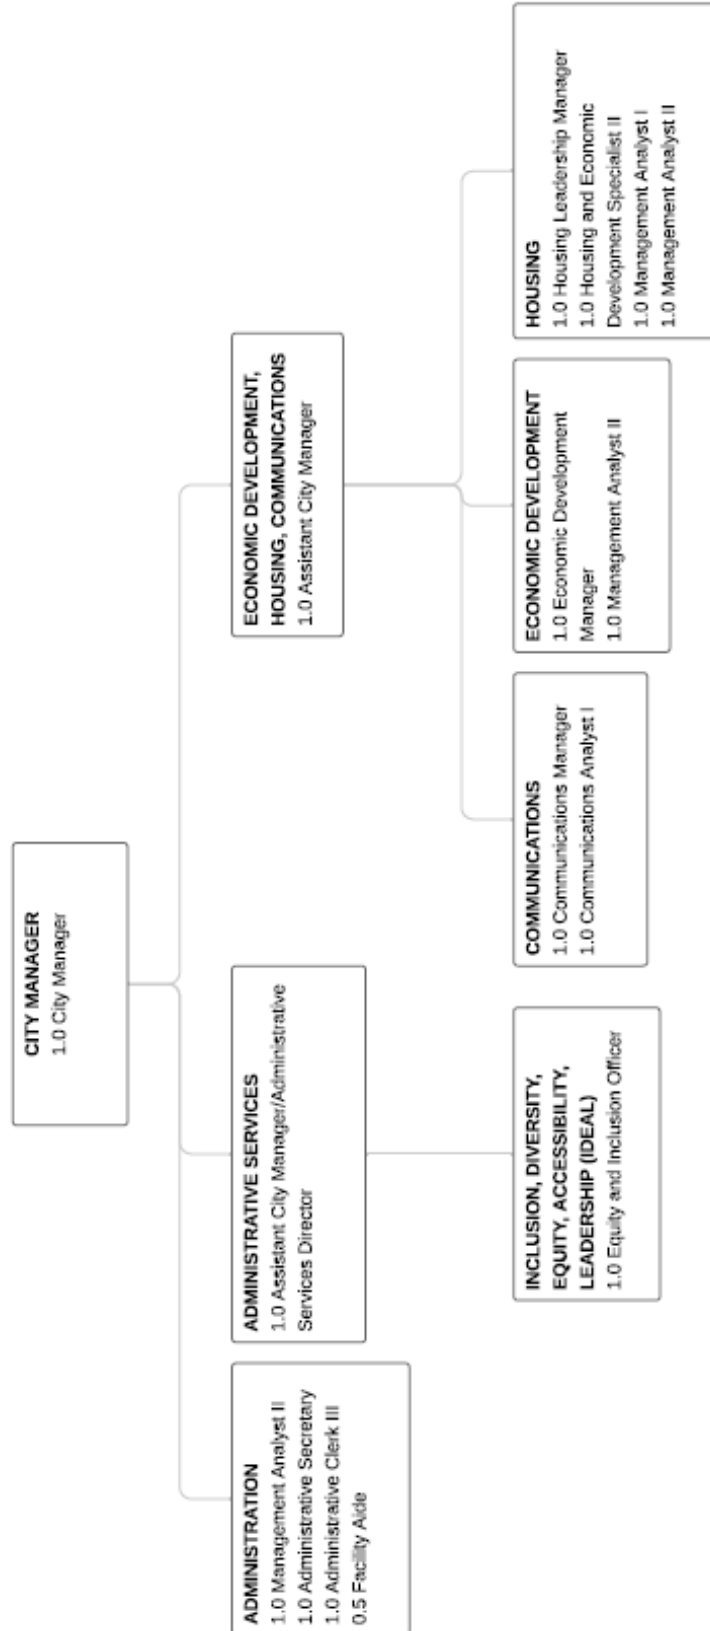 CITY MANAGER
1.0 City Manager
ADMINISTRATION
1.0 Management Analyst II
1.0 Administrative Secretary
1.0 Administrative Clerk III
0.5 Facility Aide
ADMINISTRATIVE SERVICES
1.0 Assistant City Manager/Administrative
Services Director
ECONOMIC DEVELOPMENT,
HOUSING, COMMUNICATIONS
1.0 Assistant City Manager
INCLUSION, DIVERSITY,
EQUITY, ACCESSIBILITY,
LEADERSHIP (IDEAL)
1.0 Equity and Inclusion Officer
COMMUNICATIONS
1.0 Communications Manager
1.0 Communications Analyst I
ECONOMIC DEVELOPMENT
1.0 Economic Development
Manager
1.0 Management Analyst II
HOUSING
1.0 Housing Leadership Manager
1.0 Housing and Economic
Development Specialist II
1.0 Management Analyst I
1.0 Management Analyst II